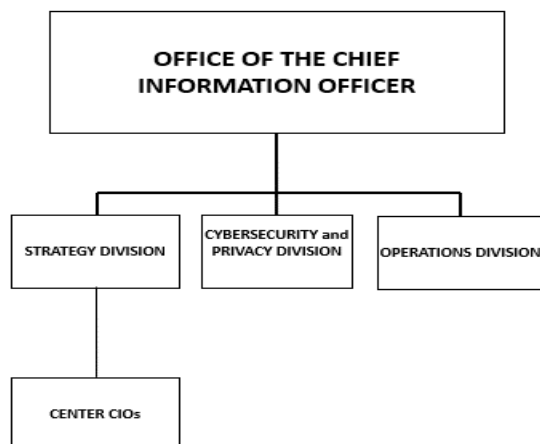 OFFICE OF THE CHIEF
INFORMATION OFFICER
STRATEGY DIVISION
CYBERSECURITY and
PRIVACY DIVISION
OPERATIONS DIVISION
CENTER CIOs